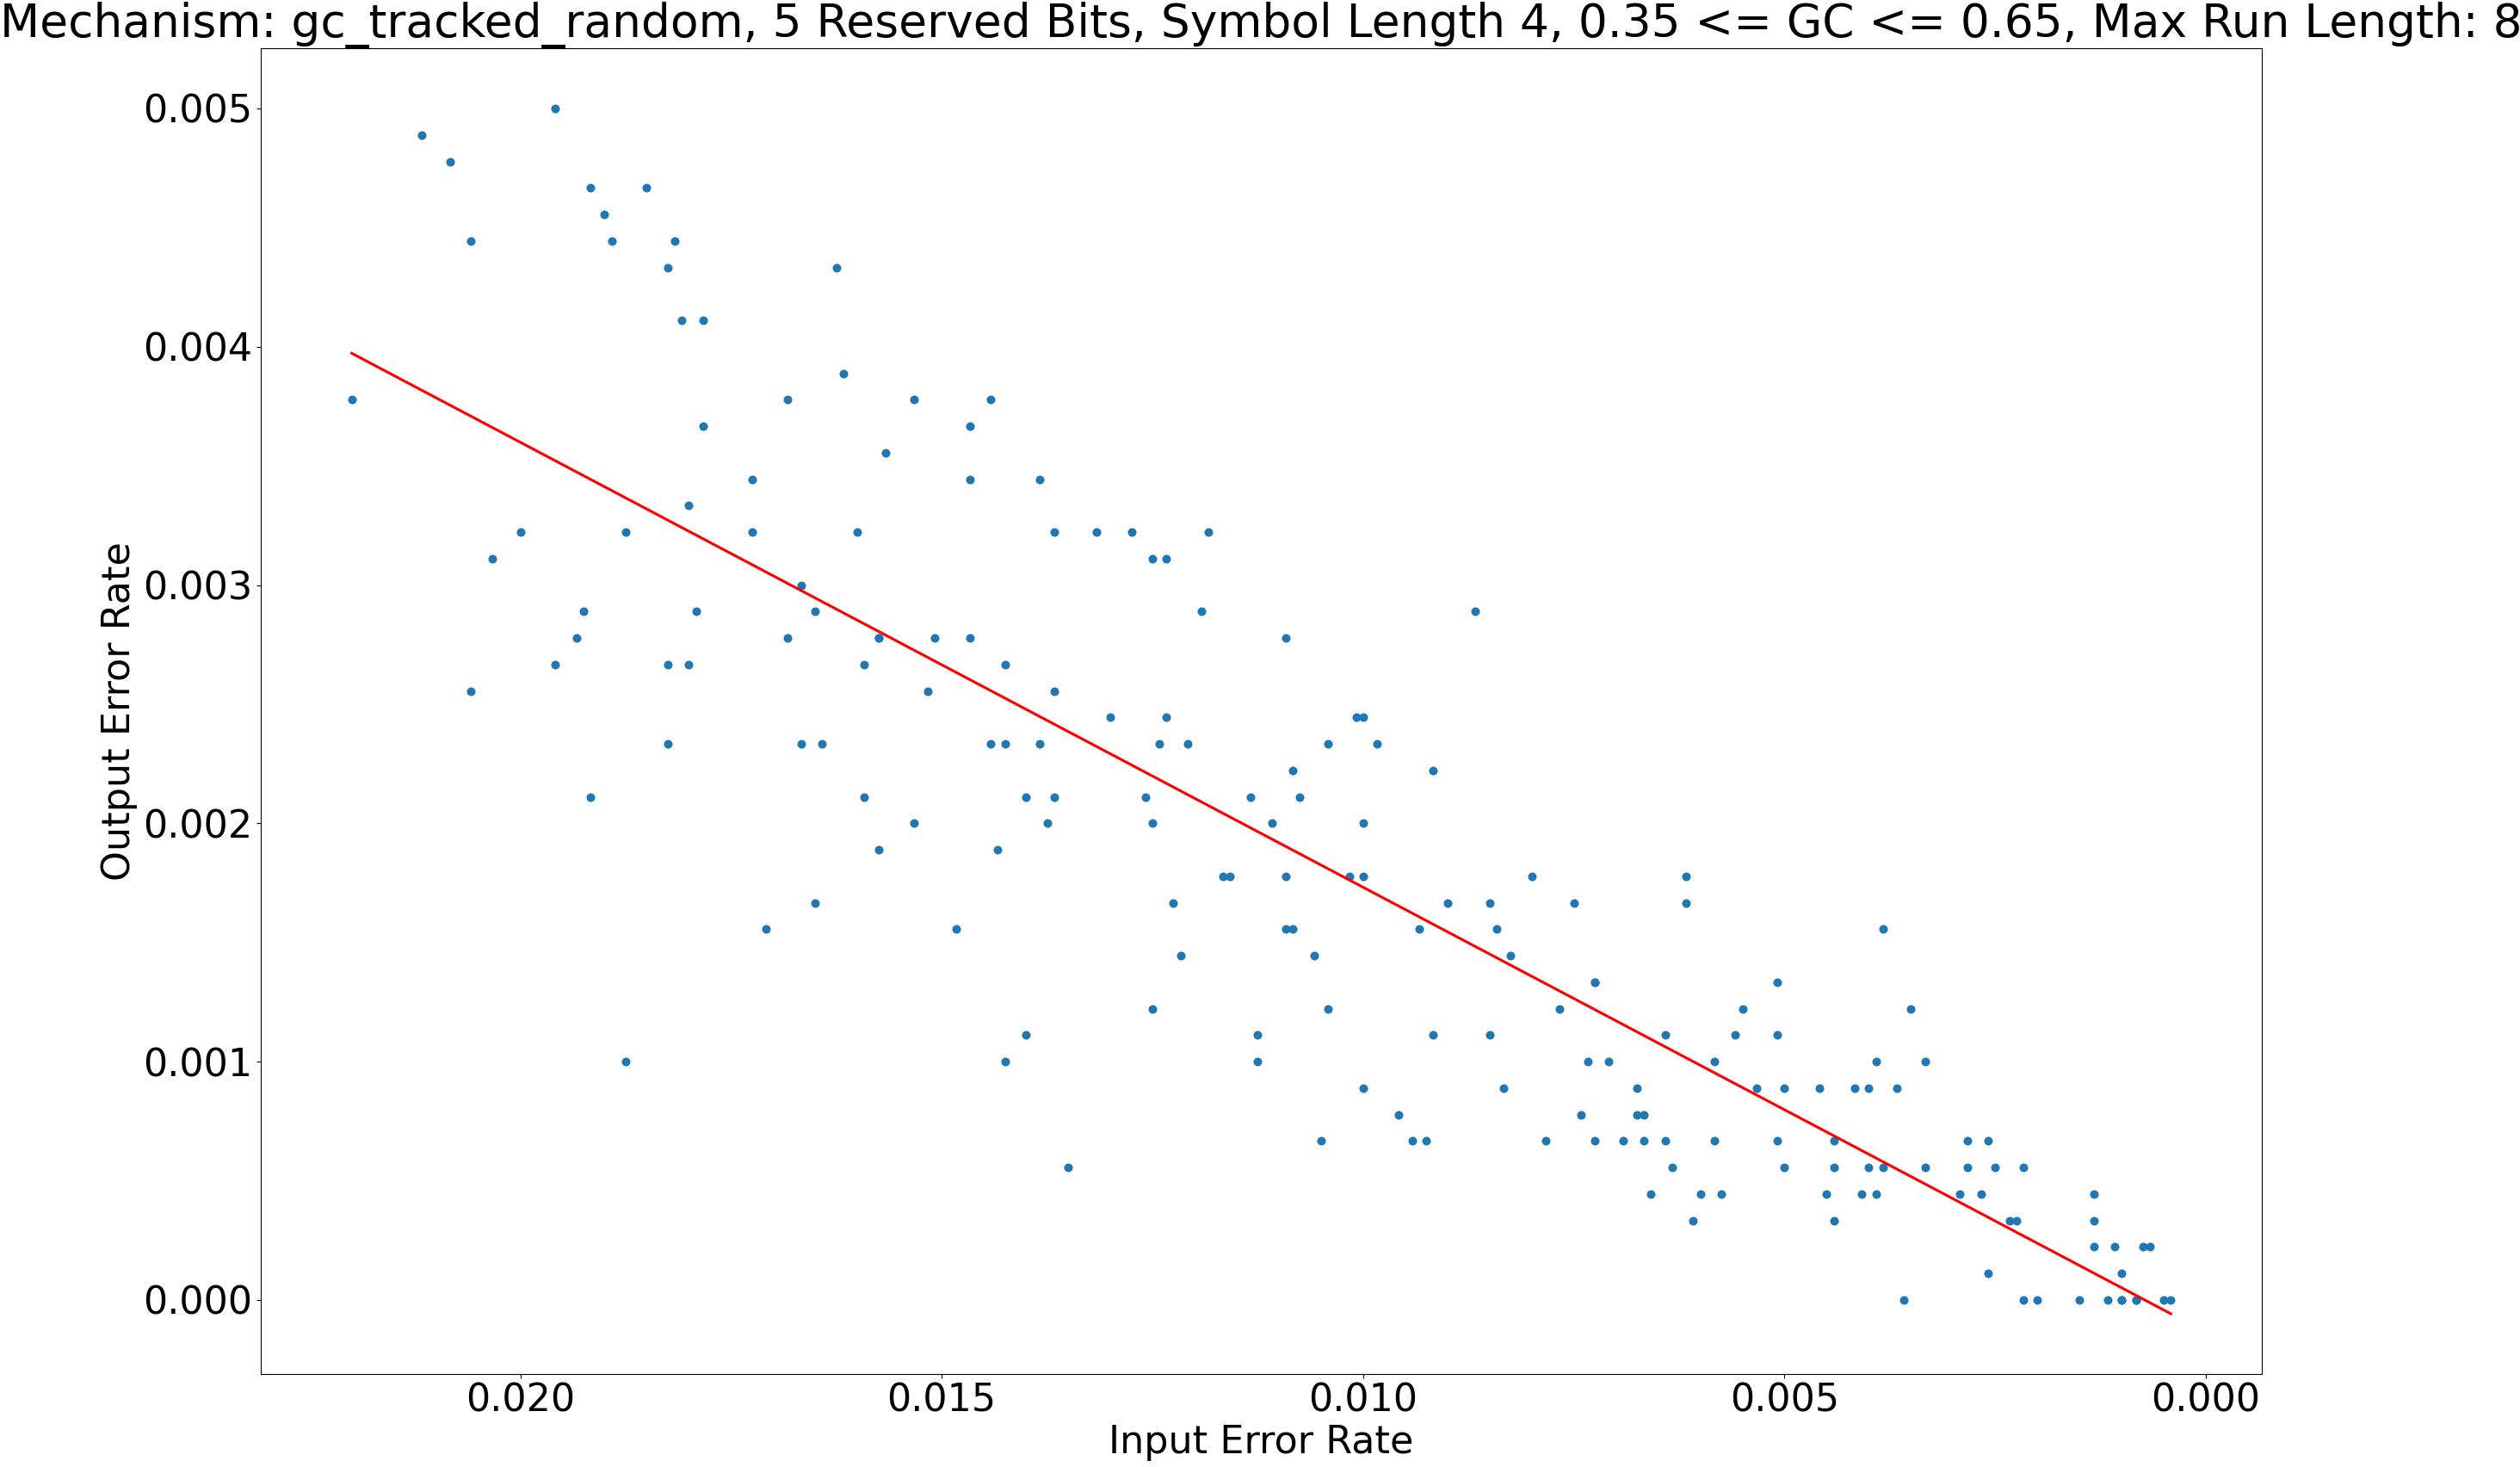 Mechanism: gc_tracked_random, 5 Reserved Bits, Symbol Length 4, 0.35 <= GC <= 0.65, Max Run Length: 8
0.005
0.004
0.003
0.002
0.001
0.000
Output Error Rate
0.020 0.015 0.010 0.005 0.000
Input Error Rate